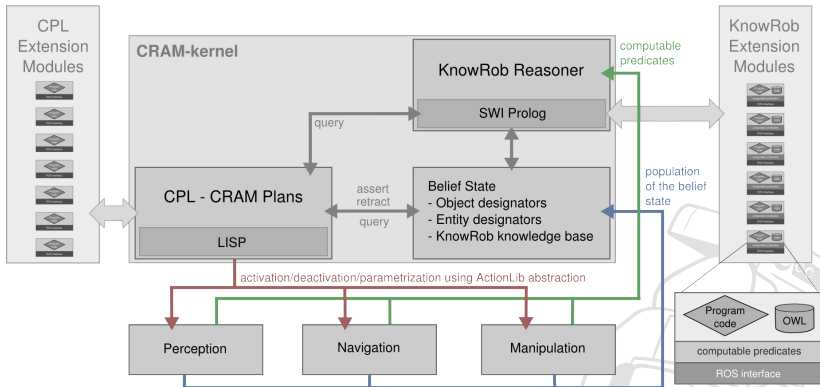 CPL
Extension
Modules
CRAM-kernel
KnowRob Reasoner
SWI Prolog
computable
predicates
KnowRob
Extension
Modules
query
CPL - CRAM Plans
LISP
assert
retract
query
Belief State
- Object designators
- Entity designators
- KnowRob knowledge base
population
of the belief
state
activation/deactivation/parametrization using ActionLib abstraction
Perception
Navigation
Manipulation
Program
code
OWL
computable predicates
ROS interface